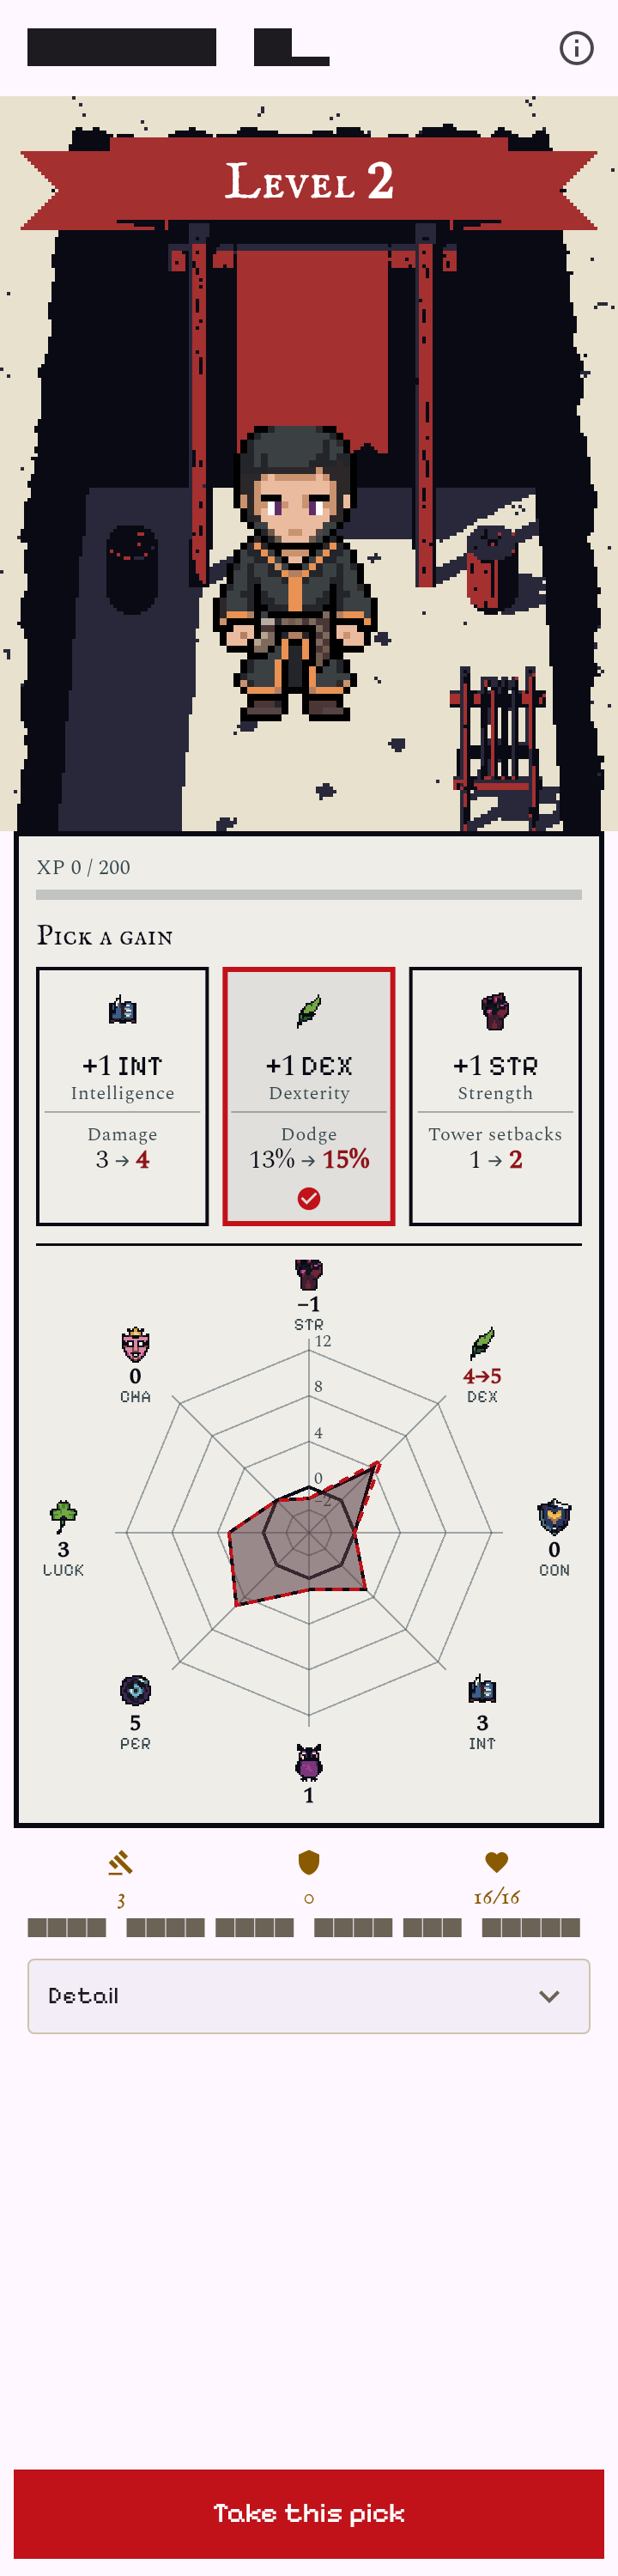 Level 2
XP 0 / 200
Pick a gain
+1 INT
Intelligence
Damage
3 → 4
+1 DEX
Dexterity
Dodge
13% → 15%
+1 STR
Strength
Tower setbacks
1 → 2
−1
STR
12
8
4
0
−2
4→5
DEX
0
CON
3
INT
1
5
PER
3
LUCK
0
CHA
3
0
16/16
Detail
Take this pick